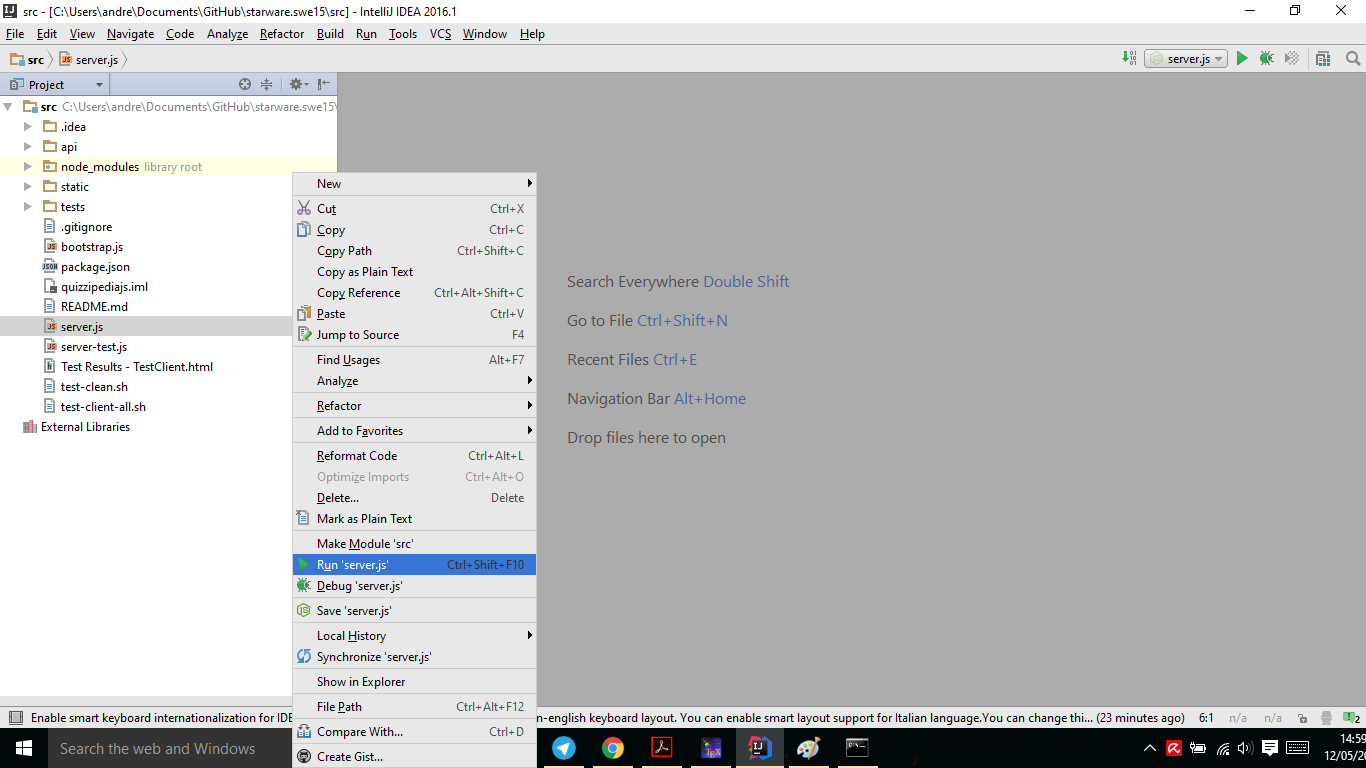 src - [C:\Users\andre\Documents\GitHub\starware.swe15\src] - IntelliJ IDEA 2016.1
File Edit View Navigate Code Analyze Refactor Build Run Tools VCS Window Help
src server.js server.js
Project
src C:\Users\andre\Documents\GitHub\starware.swe15\
.idea
api
node_modules library root
static
tests
.gitignore
bootstrap.js
package.json
quizzipediajs.iml
README.md
server.js
server-test.js
Test Results - TestClient.html
test-clean.sh
test-client-all.sh
External Libraries
New
Cut Ctrl+X
Copy Ctrl+C
Copy Path Ctrl+Shift+C
Copy as Plain Text
Copy Reference Ctrl+Alt+Shift+C
Paste Ctrl+V
Jump to Source F4
Find Usages Alt+F7
Analyze
Refactor
Add to Favorites
Reformat Code Ctrl+Alt+L
Optimize Imports Ctrl+Alt+O
Delete... Delete
Mark as Plain Text
Make Module 'src'
Run 'server.js' Ctrl+Shift+F10
Debug 'server.js'
Save 'server.js'
Local History
Synchronize 'server.js'
Show in Explorer
File Path Ctrl+Alt+F12
Compare With... Ctrl+D
Create Gist...
Search Everywhere Double Shift
Go to File Ctrl+Shift+N
Recent Files Ctrl+E
Navigation Bar Alt+Home
Drop files here to open
Enable smart keyboard internationalization for IDE n-english keyboard layout. You can enable smart layout support for Italian language.You can change thi... (23 minutes ago) 6:1 n/a n/a 2
Search the web and Windows
14:59
12/05/20